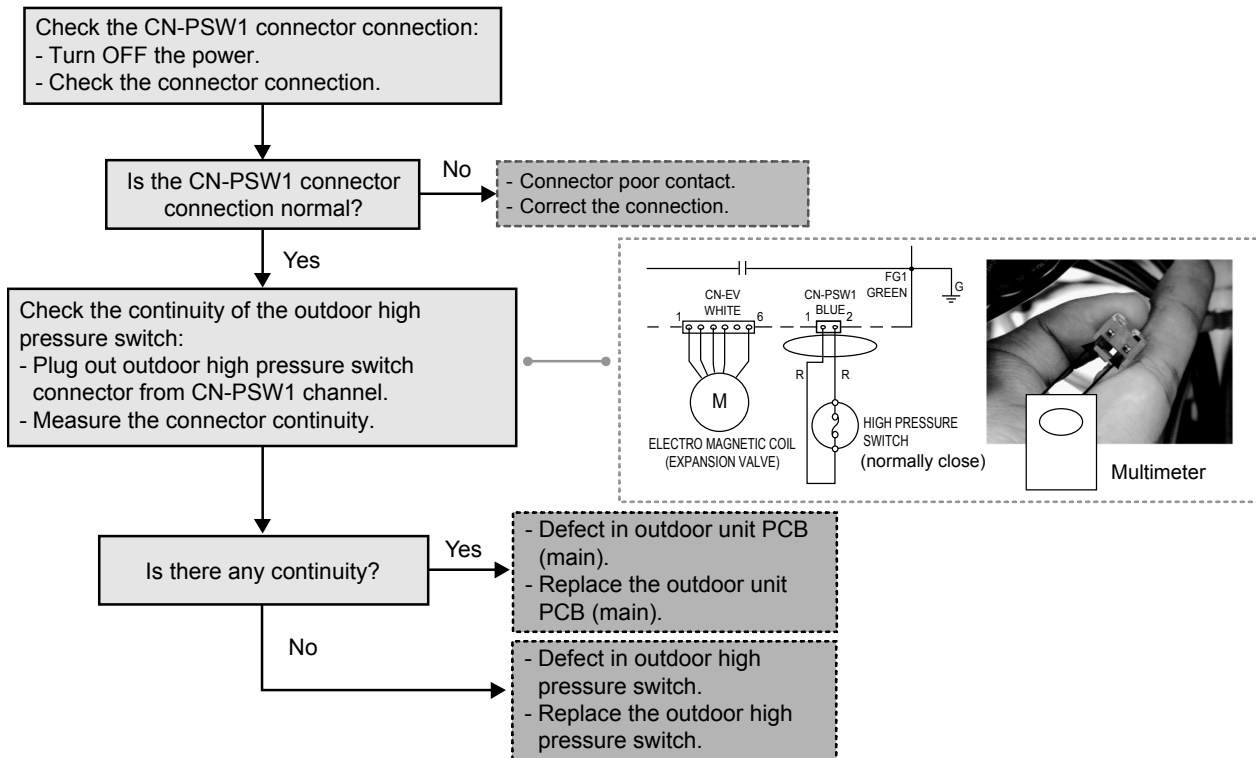 Check the CN-PSW1 connector connection:
- Turn OFF the power.
- Check the connector connection.
Is the CN-PSW1 connector
connection normal?
No
- Connector poor contact.
- Correct the connection.
Yes
Check the continuity of the outdoor high
pressure switch:
- Plug out outdoor high pressure switch
connector from CN-PSW1 channel.
- Measure the connector continuity.
FG1
GREEN
G
CN-EV
WHITE
1
6
CN-PSW1
BLUE
1
2
R
R
M
ELECTRO MAGNETIC COIL
(EXPANSION VALVE)
HIGH PRESSURE
SWITCH
(normally close)
Multimeter
Is there any continuity?
Yes
- Defect in outdoor unit PCB
(main).
- Replace the outdoor unit
PCB (main).
No
- Defect in outdoor high
pressure switch.
- Replace the outdoor high
pressure switch.